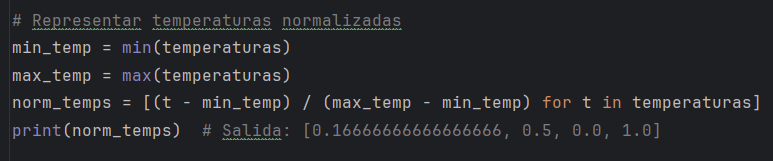 # Representar temperaturas normalizadas
min_temp = min(temperaturas)
max_temp = max(temperaturas)
norm_temps = [(t - min_temp) / (max_temp - min_temp) for t in temperaturas]
print(norm_temps)  # Salida: [0.16666666666666666, 0.5, 0.0, 1.0]